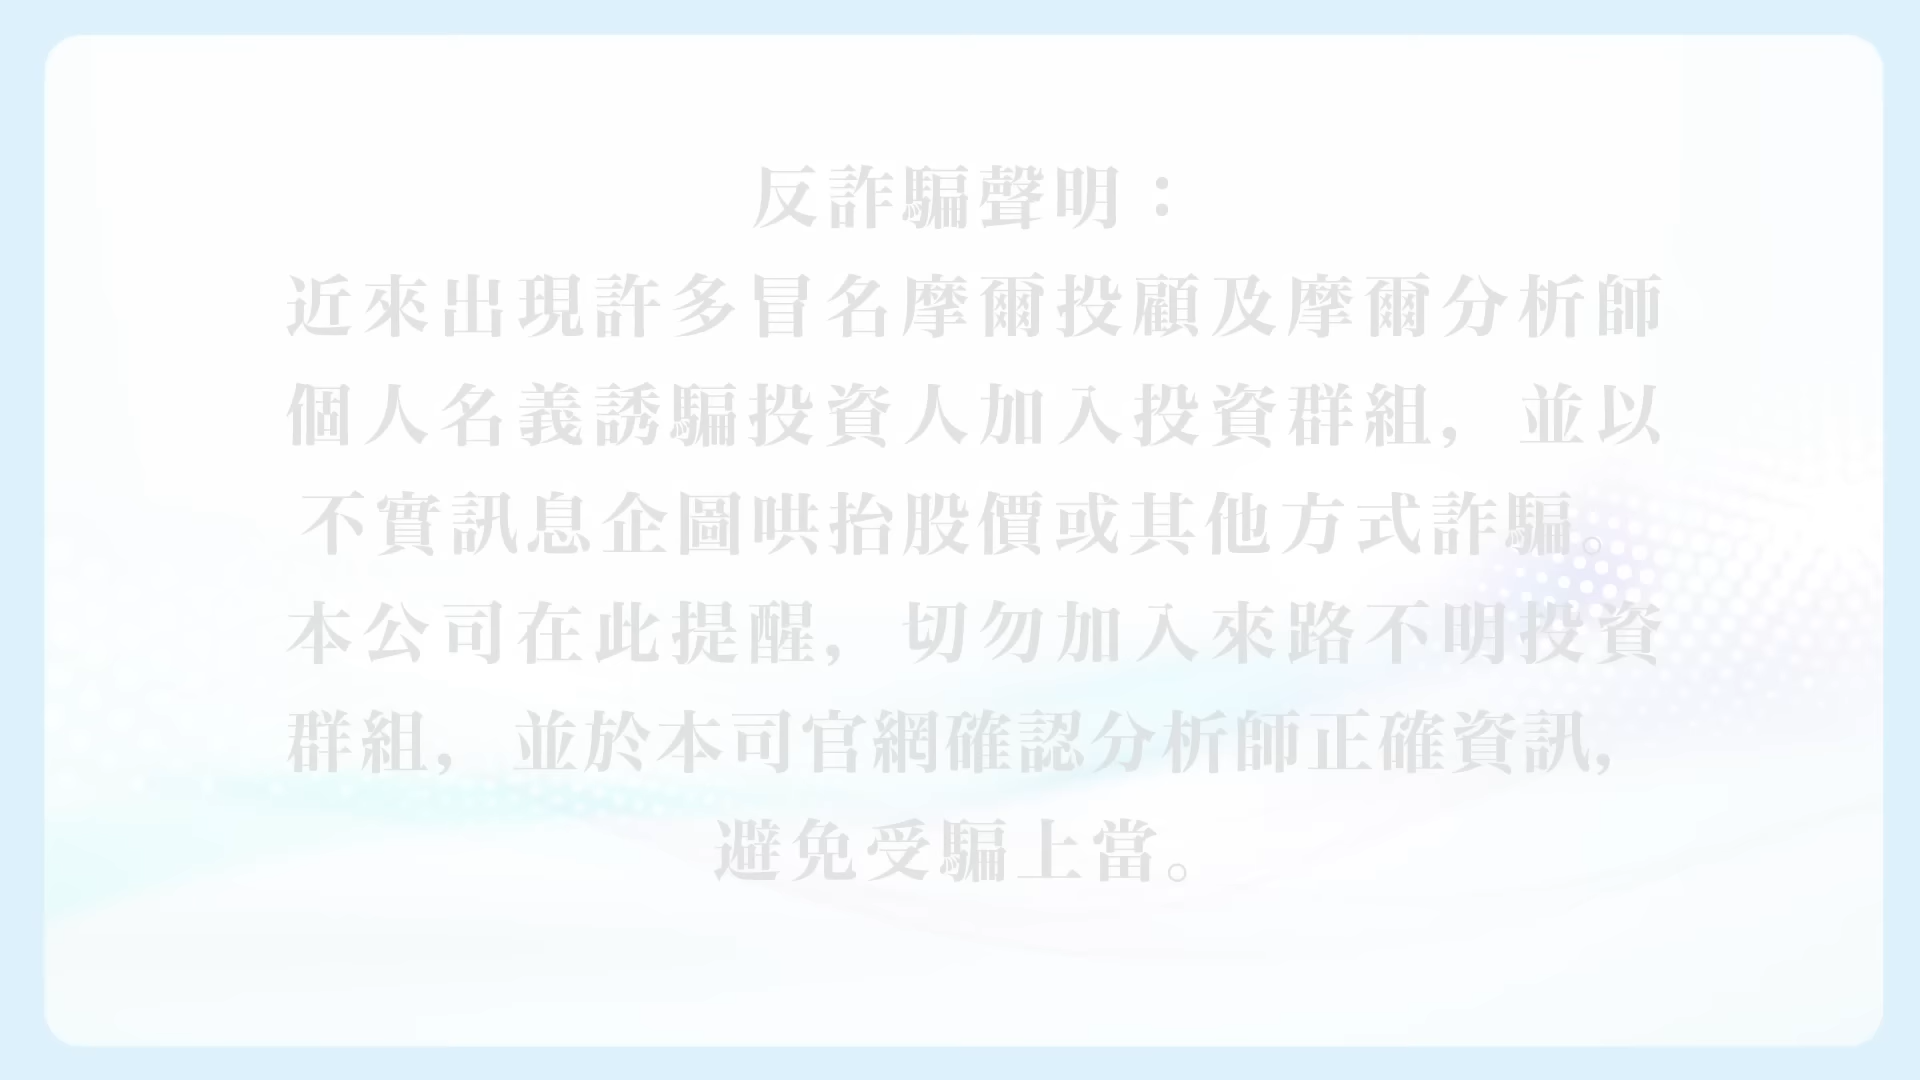 反詐騙聲明：
近來出現許多冒名摩爾投顧及摩爾分析師
個人名義誘騙投資人加入投資群組，並以
不實訊息企圖哄抬股價或其他方式詐騙。
本公司在此提醒，切勿加入來路不明投資
群組，並於本司官網確認分析師正確資訊，
避免受騙上當。